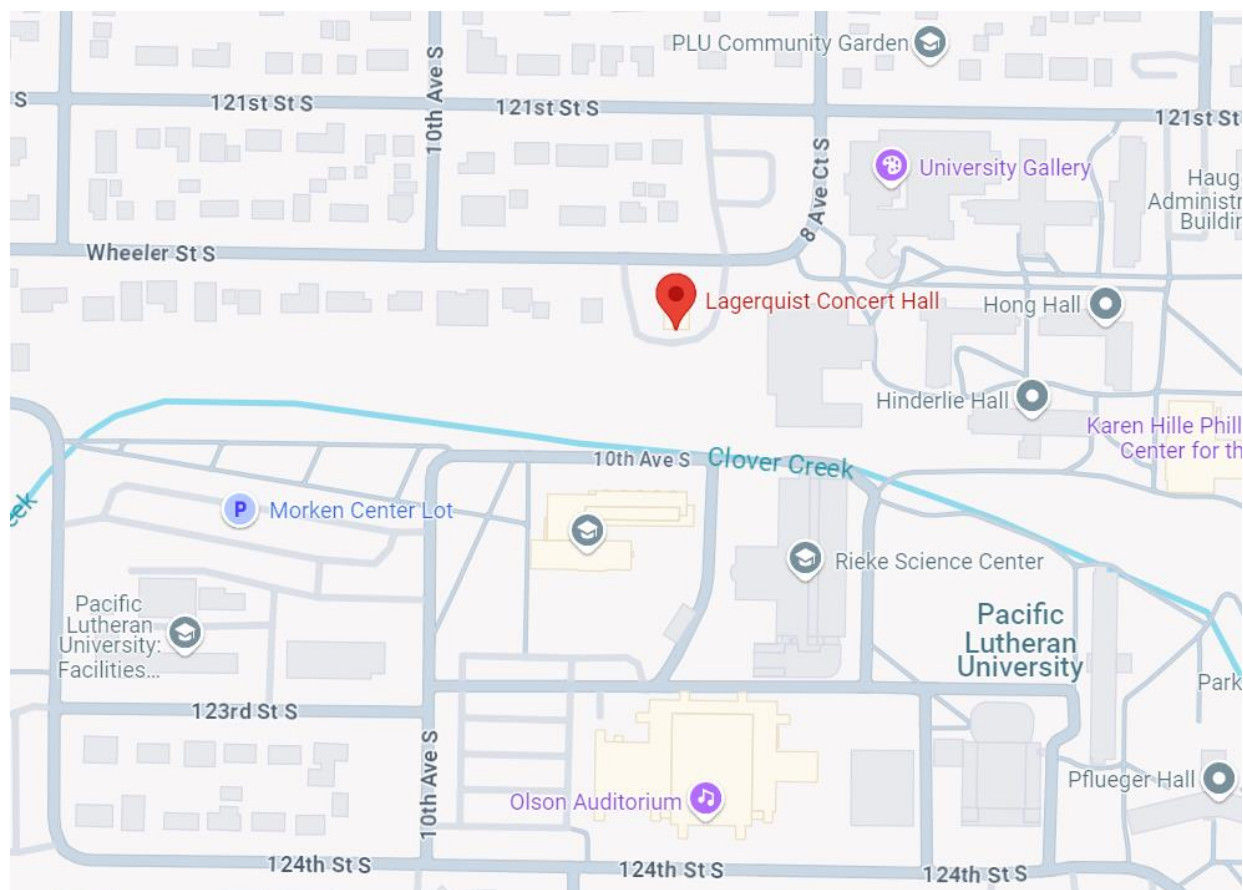 PLU Community Garden
10th Ave S
S
121st St S
121st St S
121st St
8 Ave Ct S
University Gallery
Haug
Administr
Buildin
Wheeler St S
Lagerquist Concert Hall
Hong Hall
Hinderlie Hall
Karen Hille Phill
Center for th
10th Ave S
Clover Creek
eek
P
Morken Center Lot
Rieke Science Center
Pacific
Lutheran
University:
Facilities...
Pacific
Lutheran
University
Park
123rd St S
10th Ave S
Olson Auditorium
Pflueger Hall
124th St S
124th St S
124th St S